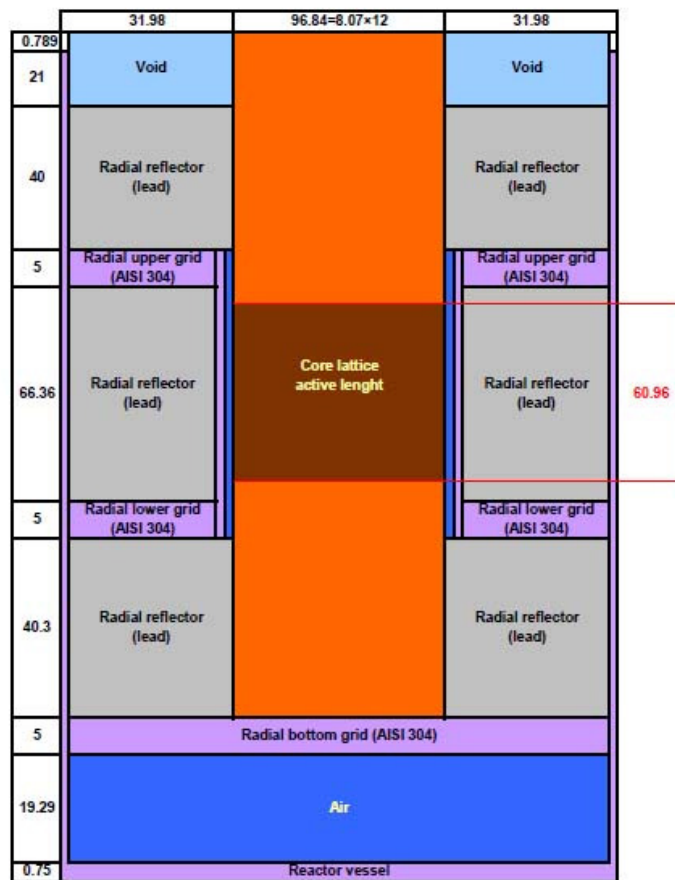 31.98 96.84=8.07×12 31.98
0.789
Void Void
21
Radial reflector Radial reflector
(lead) (lead)
40
Radial upper grid Radial upper grid
(AISI 304) (AISI 304)
5
Core lattice
active lenght
Radial reflector Radial reflector
(lead) (lead)
66.36
60.96
Radial lower grid Radial lower grid
(AISI 304) (AISI 304)
5
Radial reflector Radial reflector
(lead) (lead)
40.3
5 Radial bottom grid (AISI 304)
19.29 Air
0.75 Reactor vessel